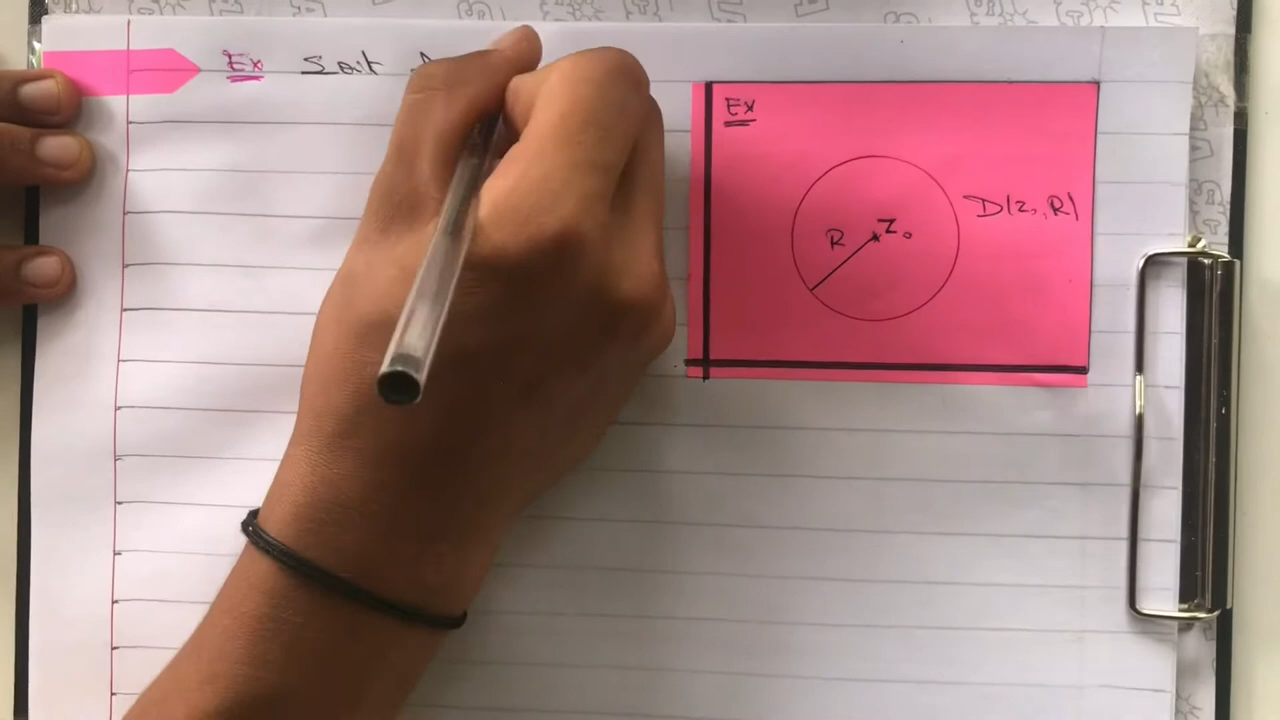 Ex Soit
Ex
D(z₀, R)
R z₀